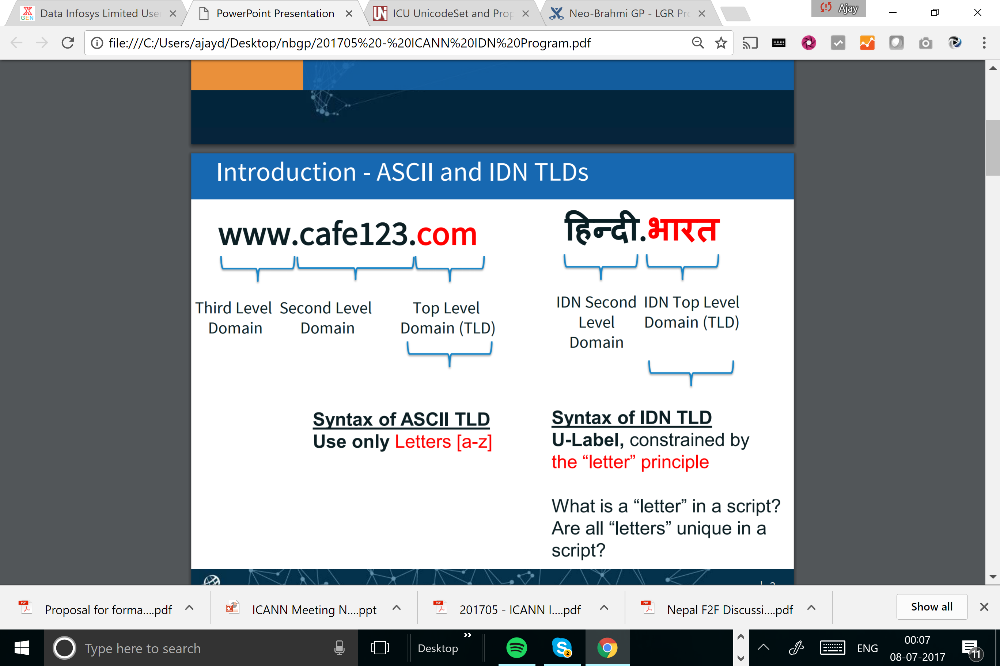 Data Infosys Limited Use
PowerPoint Presentation
ICU UnicodeSet and Prop
Neo-Brahmi GP - LGR Pro
Ajay
file:///C:/Users/ajayd/Desktop/nbgp/201705%20-%20ICANN%20IDN%20Program.pdf
Introduction - ASCII and IDN TLDs
www.cafe123.com
हिन्दी.भारत
Third Level Domain
Second Level Domain
Top Level Domain (TLD)
IDN Second Level Domain
IDN Top Level Domain (TLD)
Syntax of ASCII TLD
Use only Letters [a-z]
Syntax of IDN TLD
U-Label, constrained by
the “letter” principle
What is a “letter” in a script?
Are all “letters” unique in a
script?
Proposal for forma....pdf
ICANN Meeting N....ppt
201705 - ICANN I....pdf
Nepal F2F Discussi....pdf
Show all
Type here to search
Desktop
ENG
00:07
08-07-2017
11